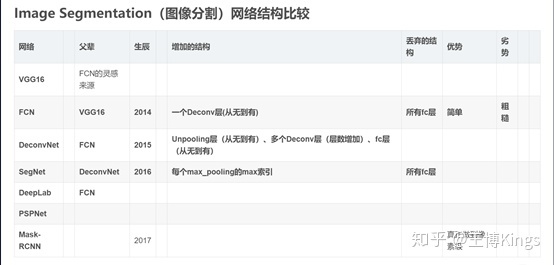 Image Segmentation（图像分割）网络结构比较
网络 父辈 生辰 增加的结构 丢弃的结构 优势 劣势
VGG16 FCN的灵感来源
FCN VGG16 2014 一个Deconv层(从无到有) 所有fc层 简单 粗糙
DeconvNet FCN 2015 Unpooling层（从无到有）、多个Deconv层（层数增加）、fc层（从无到有）
SegNet DeconvNet 2016 每个max_pooling的max索引 所有fc层
DeepLab FCN
PSPNet
Mask-RCNN 2017
知乎 @王博Kings